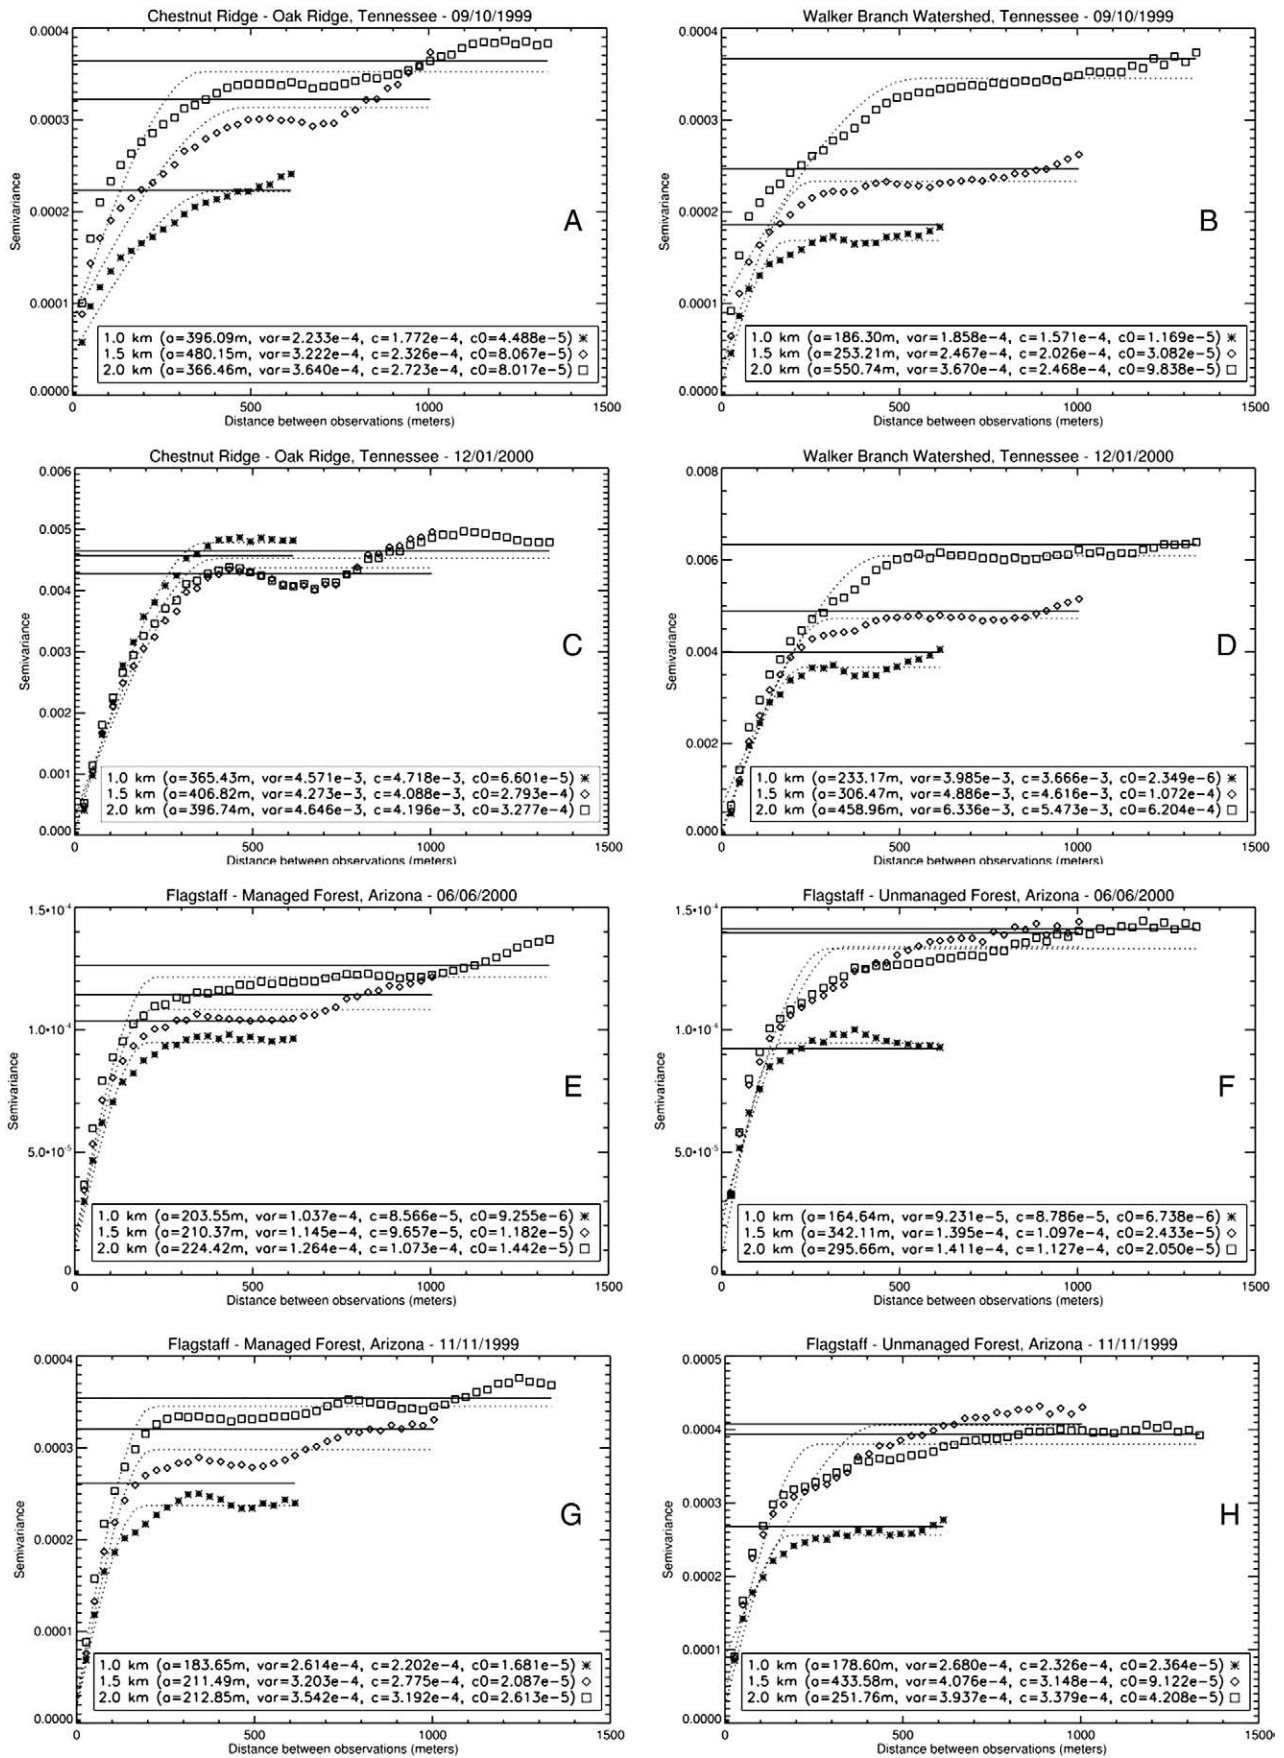 Chestnut Ridge - Oak Ridge, Tennessee - 09/10/1999
0.0004
0.0003
0.0002
0.0001
0.0000
Semivariance
A
1.0 km (a=396.09m, var=2.233e-4, c=1.772e-4, c0=4.488e-5)
1.5 km (a=480.15m, var=3.222e-4, c=2.326e-4, c0=8.067e-5)
2.0 km (a=366.46m, var=3.640e-4, c=2.723e-4, c0=8.017e-5)
0 500 1000 1500
Distance between observations (meters)
Walker Branch Watershed, Tennessee - 09/10/1999
0.0004
0.0003
0.0002
0.0001
0.0000
Semivariance
B
1.0 km (a=186.30m, var=1.858e-4, c=1.571e-4, c0=1.169e-5)
1.5 km (a=253.21m, var=2.467e-4, c=2.026e-4, c0=3.082e-5)
2.0 km (a=550.74m, var=3.670e-4, c=2.468e-4, c0=9.838e-5)
0 500 1000 1500
Distance between observations (meters)
Chestnut Ridge - Oak Ridge, Tennessee - 12/01/2000
0.006
0.005
0.004
0.003
0.002
0.001
0.000
Semivariance
C
1.0 km (a=365.43m, var=4.571e-3, c=4.718e-3, c0=6.601e-5)
1.5 km (a=406.82m, var=4.273e-3, c=4.088e-3, c0=2.793e-4)
2.0 km (a=396.74m, var=4.646e-3, c=4.196e-3, c0=3.277e-4)
0 500 1000 1500
Distance between observations (meters)
Walker Branch Watershed, Tennessee - 12/01/2000
0.008
0.006
0.004
0.002
0.000
Semivariance
D
1.0 km (a=233.17m, var=3.985e-3, c=3.666e-3, c0=2.349e-6)
1.5 km (a=306.47m, var=4.886e-3, c=4.616e-3, c0=1.072e-4)
2.0 km (a=458.96m, var=6.336e-3, c=5.473e-3, c0=6.204e-4)
0 500 1000 1500
Distance between observations (meters)
Flagstaff - Managed Forest, Arizona - 06/06/2000
1.5•10-4
1.0•10-4
5.0•10-5
0
Semivariance
E
1.0 km (a=203.55m, var=1.037e-4, c=8.566e-5, c0=9.255e-6)
1.5 km (a=210.37m, var=1.145e-4, c=9.657e-5, c0=1.182e-5)
2.0 km (a=224.42m, var=1.264e-4, c=1.073e-4, c0=1.442e-5)
0 500 1000 1500
Distance between observations (meters)
Flagstaff - Unmanaged Forest, Arizona - 06/06/2000
1.5•10-4
1.0•10-4
5.0•10-5
0
Semivariance
F
1.0 km (a=164.64m, var=9.231e-5, c=8.786e-5, c0=6.738e-6)
1.5 km (a=342.11m, var=1.395e-4, c=1.097e-4, c0=2.433e-5)
2.0 km (a=295.66m, var=1.411e-4, c=1.127e-4, c0=2.050e-5)
0 500 1000 1500
Distance between observations (meters)
Flagstaff - Managed Forest, Arizona - 11/11/1999
0.0004
0.0003
0.0002
0.0001
0.0000
Semivariance
G
1.0 km (a=183.65m, var=2.614e-4, c=2.202e-4, c0=1.681e-5)
1.5 km (a=211.49m, var=3.203e-4, c=2.775e-4, c0=2.087e-5)
2.0 km (a=212.85m, var=3.542e-4, c=3.192e-4, c0=2.613e-5)
0 500 1000 1500
Distance between observations (meters)
Flagstaff - Unmanaged Forest, Arizona - 11/11/1999
0.0005
0.0004
0.0003
0.0002
0.0001
0.0000
Semivariance
H
1.0 km (a=178.60m, var=2.680e-4, c=2.326e-4, c0=2.364e-5)
1.5 km (a=433.58m, var=4.076e-4, c=3.148e-4, c0=9.122e-5)
2.0 km (a=251.76m, var=3.937e-4, c=3.379e-4, c0=4.208e-5)
0 500 1000 1500
Distance between observations (meters)